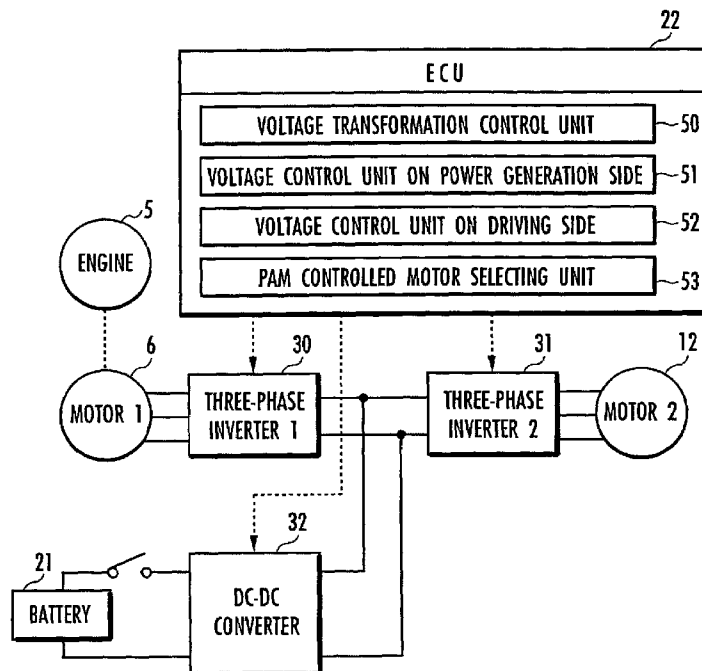 22
ECU
VOLTAGE TRANSFORMATION CONTROL UNIT
50
VOLTAGE CONTROL UNIT ON POWER GENERATION SIDE
51
VOLTAGE CONTROL UNIT ON DRIVING SIDE
52
PAM CONTROLLED MOTOR SELECTING UNIT
53
5
ENGINE
6
MOTOR 1
30
THREE-PHASE
INVERTER 1
31
THREE-PHASE
INVERTER 2
12
MOTOR 2
32
DC-DC
CONVERTER
21
BATTERY